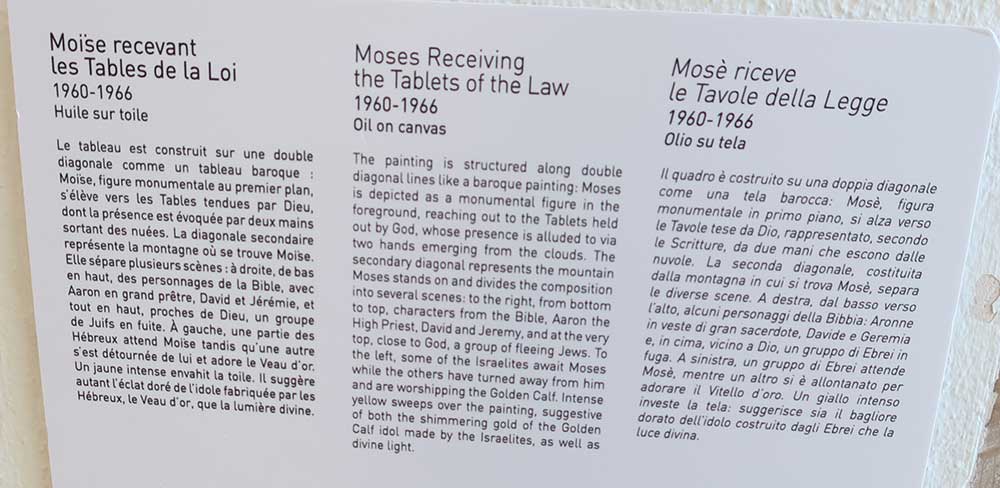 Moïse recevant
les Tables de la Loi
1960-1966
Huile sur toile
Le tableau est construit sur une double
diagonale comme un tableau baroque :
Moïse, figure monumentale au premier plan,
s'élève vers les Tables tendues par Dieu,
dont la présence est évoquée par deux mains
sortant des nuées. La diagonale secondaire
représente la montagne où se trouve Moïse.
Elle sépare plusieurs scènes : à droite, de bas
en haut, des personnages de la Bible, avec
Aaron en grand prêtre, David et Jérémie, et
tout en haut, proches de Dieu, un groupe
de Juifs en fuite. À gauche, une partie des
Hébreux attend Moïse tandis qu'une autre
s'est détournée de lui et adore le Veau d'or.
Un jaune intense envahit la toile. Il suggère
autant l'éclat doré de l'idole fabriquée par les
Hébreux, le Veau d'or, que la lumière divine.
Moses Receiving
the Tablets of the Law
1960-1966
Oil on canvas
The painting is structured along double
diagonal lines like a baroque painting: Moses
is depicted as a monumental figure in the
foreground, reaching out to the Tablets held
out by God, whose presence is alluded to via
two hands emerging from the clouds. The
secondary diagonal represents the mountain
Moses stands on and divides the composition
into several scenes: to the right, from bottom
to top, characters from the Bible, Aaron the
High Priest, David and Jeremy, and at the very
top, close to God, a group of fleeing Jews. To
the left, some of the Israelites await Moses
while the others have turned away from him
and are worshipping the Golden Calf. Intense
yellow sweeps over the painting, suggestive
of both the shimmering gold of the Golden
Calf idol made by the Israelites, as well as
divine light.
Mosè riceve
le Tavole della Legge
1960-1966
Olio su tela
Il quadro è costruito su una doppia diagonale
come una tela barocca: Mosè, figura
monumentale in primo piano, si alza verso
le Tavole tese da Dio, rappresentato, secondo
le Scritture, da due mani che escono dalle
nuvole. La seconda diagonale, costituita
dalla montagna in cui si trova Mosè, separa
le diverse scene. A destra, dal basso verso
l'alto, alcuni personaggi della Bibbia: Aronne
in veste di gran sacerdote, Davide e Geremia
e, in cima, vicino a Dio, un gruppo di Ebrei in
fuga. A sinistra, un gruppo di Ebrei attende
Mosè, mentre un altro si è allontanato per
adorare il Vitello d'oro. Un giallo intenso
investe la tela: suggerisce sia il bagliore
dorato dell'idolo costruito dagli Ebrei che la
luce divina.